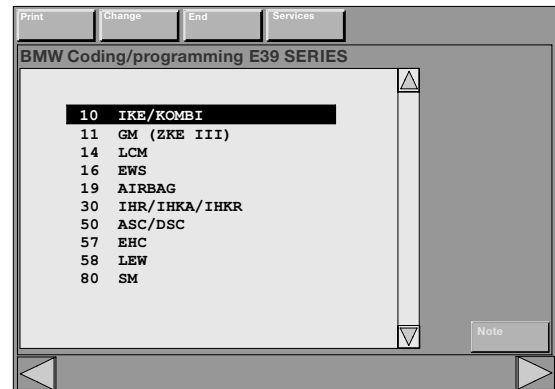 Print Change End Services
BMW Coding/programming E39 SERIES
10 IKE/KOMBI
11 GM (ZKE III)
14 LCM
16 EWS
19 AIRBAG
30 IHR/IHKA/IHKR
50 ASC/DSC
57 EHC
58 LEW
80 SM
Note